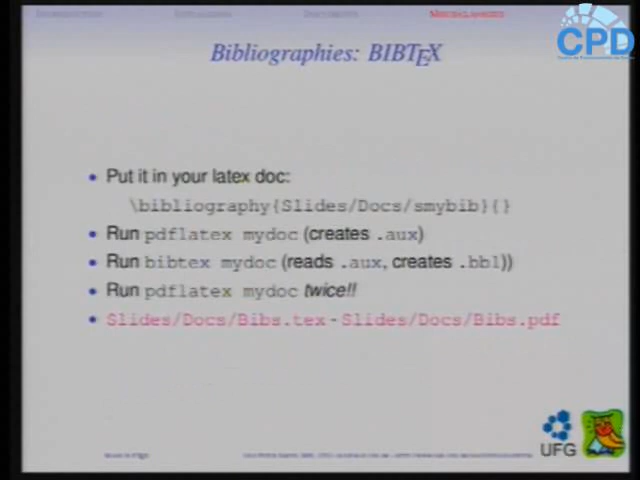 Miscellaneous
CPD
Bibliographies: BIBTEX
• Put it in your latex doc:
\bibliography{Slides/Docs/smybib}{}
• Run pdflatex mydoc (creates .aux)
• Run bibtex mydoc (reads .aux, creates .bbl))
• Run pdflatex mydoc twice!!
• Slides/Docs/Bibs.tex - Slides/Docs/Bibs.pdf
UFG